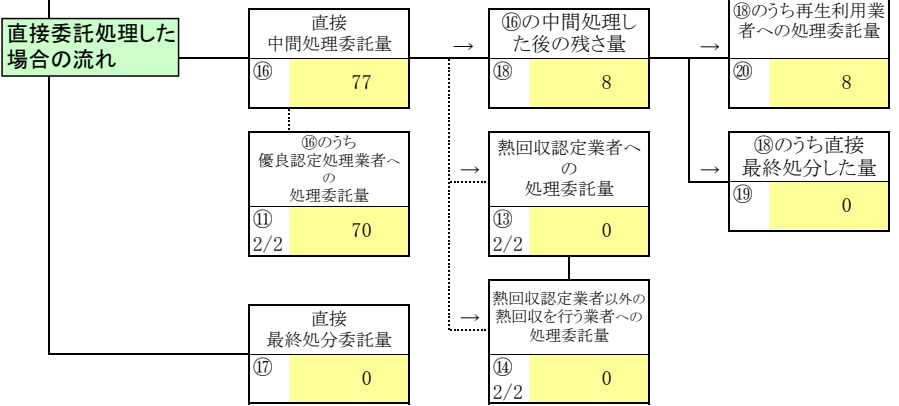 直接委託処理した
場合の流れ
直接
中間処理委託量
⑯
77
→
⑯の中間処理し
た後の残さ量
⑱
8
→
⑱のうち再生利用業
者への処理委託量
⑳
8
⑯のうち
優良認定処理業者へ
の
処理委託量
⑪
2/2
70
→
熱回収認定業者へ
の
処理委託量
⑬
2/2
0
→
⑱のうち直接
最終処分した量
⑲
0
直接
最終処分委託量
⑰
0
→
熱回収認定業者以外の
熱回収を行う業者への
処理委託量
⑭
2/2
0